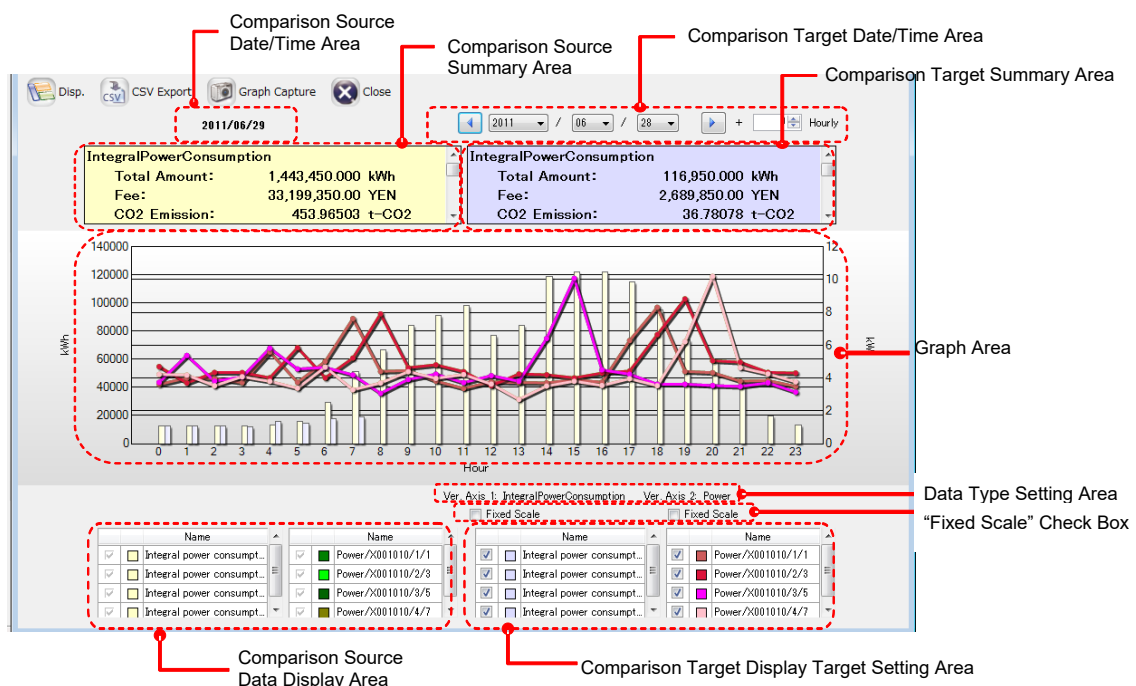 Comparison Source
Date/Time Area
Comparison Source
Summary Area
Comparison Target Date/Time Area
Comparison Target Summary Area
Disp.
CSV
CSV Export
Graph Capture
Close
2011/06/29
2011 / 06 / 28 + Hourly
IntegralPowerConsumption
Total Amount: 1,443,450.000 kWh
Fee: 33,199,350.00 YEN
CO2 Emission: 453.96503 t-CO2
IntegralPowerConsumption
Total Amount: 116,950.000 kWh
Fee: 2,689,850.00 YEN
CO2 Emission: 36.78078 t-CO2
140000
120000
100000
80000
60000
40000
20000
0
kWh
12
10
8
6
4
2
0
0 1 2 3 4 5 6 7 8 9 10 11 12 13 14 15 16 17 18 19 20 21 22 23
Hour
Graph Area
Ver. Axis 1: IntegralPowerConsumption Ver. Axis 2: Power
Data Type Setting Area
Fixed Scale
Fixed Scale
“Fixed Scale” Check Box
Name
Integral power consumpt...
Integral power consumpt...
Integral power consumpt...
Integral power consumpt...
Name
Power/X001010/1/1
Power/X001010/2/3
Power/X001010/3/5
Power/X001010/4/7
Name
Integral power consumpt...
Integral power consumpt...
Integral power consumpt...
Integral power consumpt...
Name
Power/X001010/1/1
Power/X001010/2/3
Power/X001010/3/5
Power/X001010/4/7
Comparison Source
Data Display Area
Comparison Target Display Target Setting Area